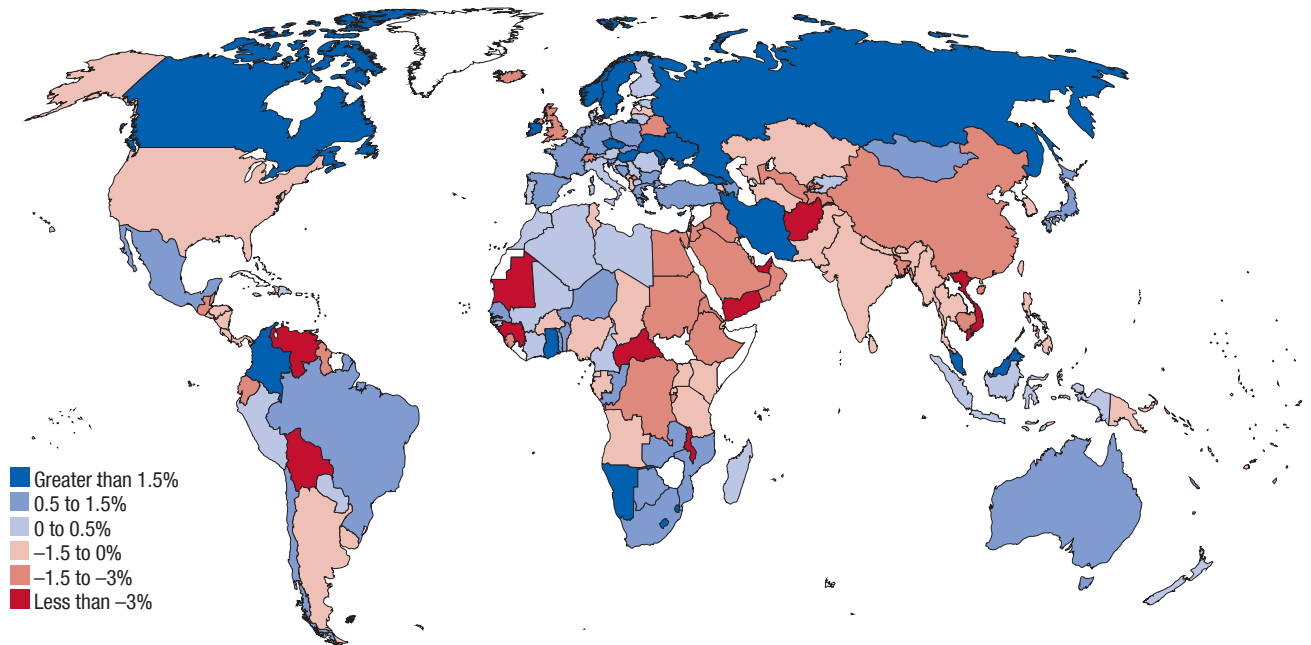 Greater than 1.5%
0.5 to 1.5%
0 to 0.5%
–1.5 to 0%
–1.5 to –3%
Less than –3%